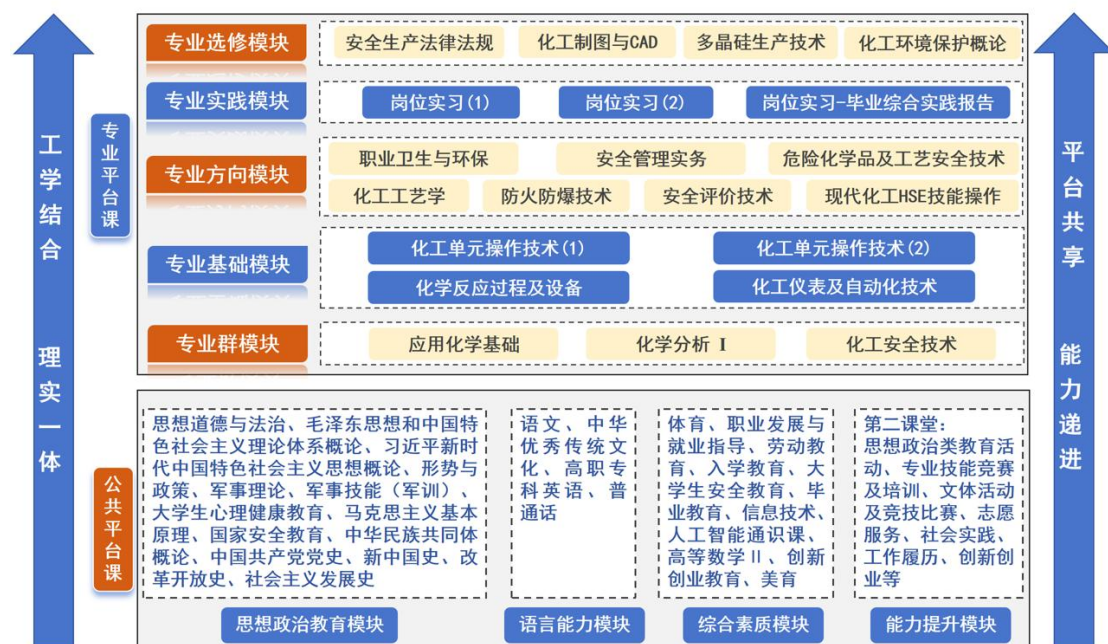 工学结合 理实一体
专业平台课
专业选修模块
安全生产法律法规
化工制图与CAD
多晶硅生产技术
化工环境保护概论
专业实践模块
岗位实习(1)
岗位实习(2)
岗位实习-毕业综合实践报告
专业方向模块
职业卫生与环保
安全管理实务
危险化学品及工艺安全技术
化工工艺学
防火防爆技术
安全评价技术
现代化工HSE技能操作
专业基础模块
化工单元操作技术(1)
化工单元操作技术(2)
化学反应过程及设备
化工仪表及自动化技术
专业群模块
应用化学基础
化学分析 Ⅰ
化工安全技术
平台共享 能力递进
公共平台课
思想道德与法治、毛泽东思想和中国特
色社会主义理论体系概论、习近平新时
代中国特色社会主义思想概论、形势与
政策、军事理论、军事技能（军训）、
大学生心理健康教育、马克思主义基本
原理、国家安全教育、中华民族共同体
概论、中国共产党党史、新中国史、改
革开放史、社会主义发展史
思想政治教育模块
语文、中华
优秀传统文
化、高职专
科英语、普
通话
语言能力模块
体育、职业发展与
就业指导、劳动教
育、入学教育、大
学生安全教育、毕
业教育、信息技术、
人工智能通识课、
高等数学Ⅱ、创新
创业教育、美育
综合素质模块
第二课堂：
思想政治类教育活
动、专业技能竞赛
及培训、文体活动
及竞技比赛、志愿
服务、社会实践、
工作履历、创新创
业等
能力提升模块